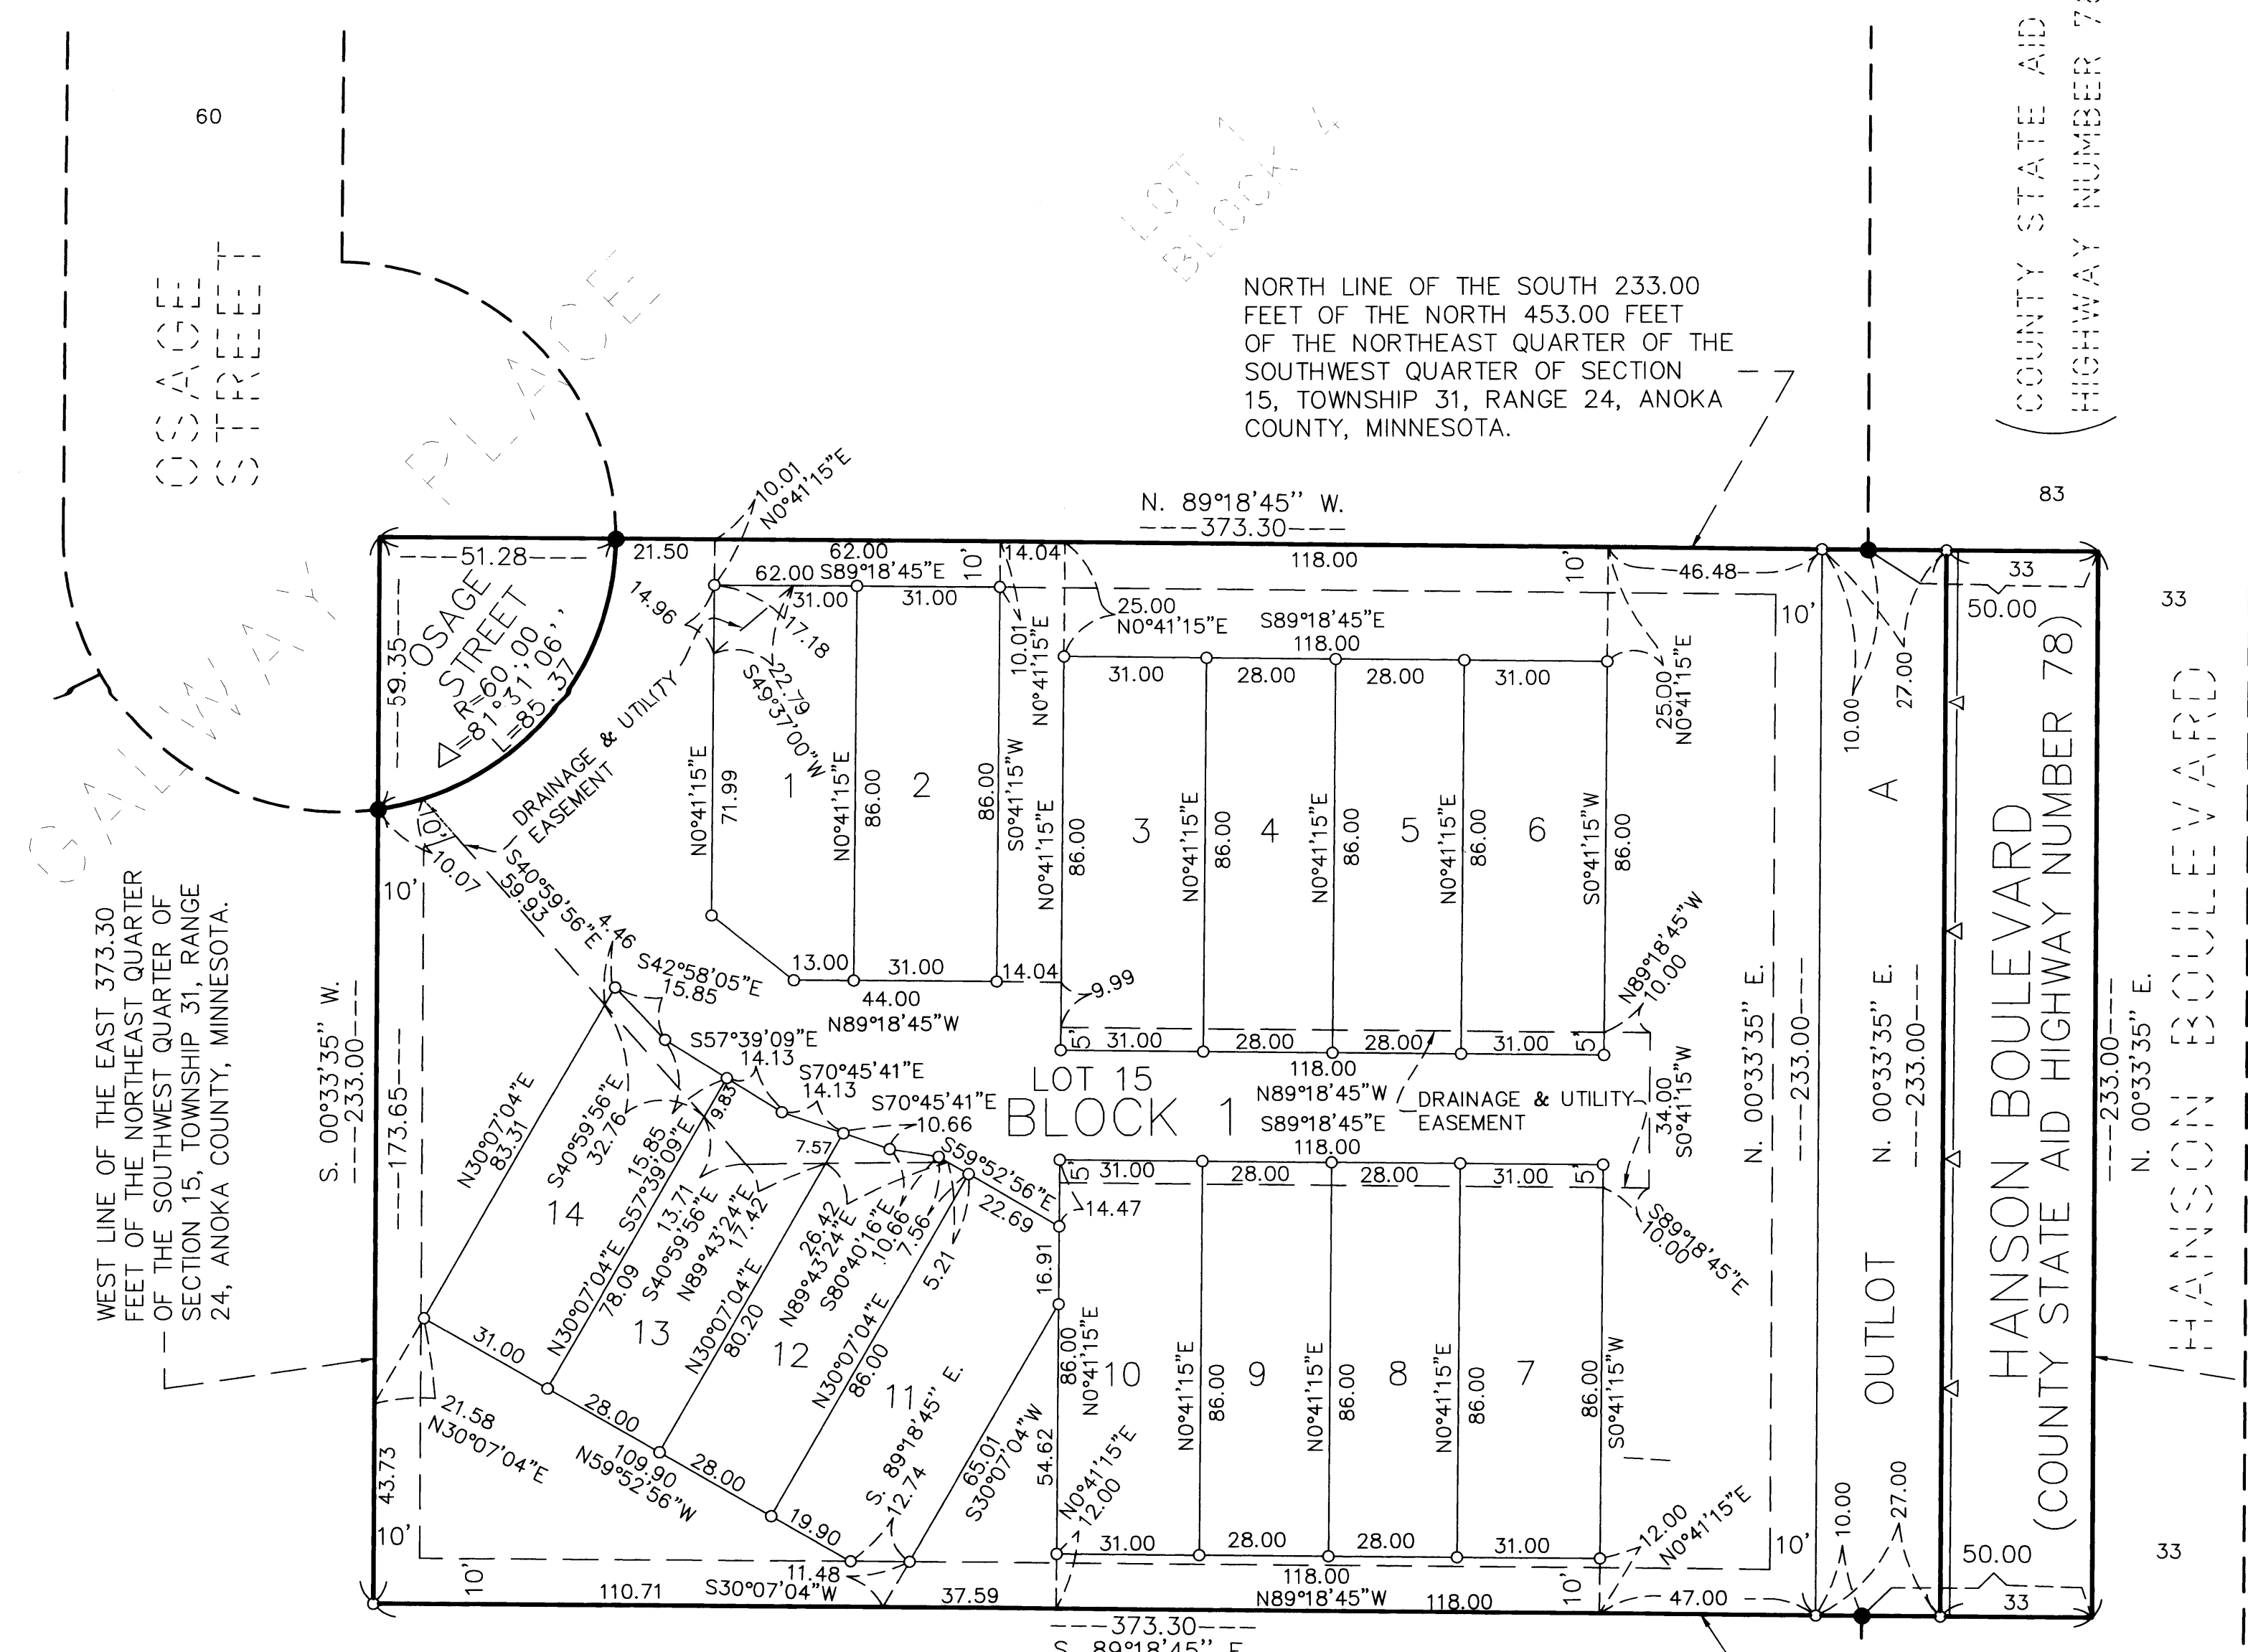 60
OSAGE
STREET
GALWAY PLACE
LOT 1
BLOCK 4
COUNTY STATE AID
HIGHWAY NUMBER
NORTH LINE OF THE SOUTH 233.00
FEET OF THE NORTH 453.00 FEET
OF THE NORTHEAST QUARTER OF THE
SOUTHWEST QUARTER OF SECTION
15, TOWNSHIP 31, RANGE 24, ANOKA
COUNTY, MINNESOTA.
83
N. 89°18'45'' W.
---373.30---
10.01
N0°41'15"E
51.28
21.50
62.00
10'
14.04
118.00
10'
46.48
33
50.00
33
62.00 S89°18'45"E
31.00
31.00
14.96
17.18
22.79
S49°37'00"W
10.01
N0°41'15"E
25.00
N0°41'15"E
S89°18'45"E
118.00
31.00
28.00
28.00
31.00
25.00
N0°41'15"E
10'
10.00
27.00
59.35
OSAGE
STREET
R=60.00
Δ=81°31'06''
L=85.37
DRAINAGE & UTILITY
EASEMENT
10'
10.07
10'
S40°59'56"E
59.93
4.46
S42°58'05"E
15.85
N0°41'15"E
71.99
1
N0°41'15"E
86.00
2
86.00
S0°41'15"W
N0°41'15"E
86.00
3
N0°41'15"E
86.00
4
N0°41'15"E
86.00
5
N0°41'15"E
86.00
6
S0°41'15"W
86.00
13.00
31.00
14.04
44.00
N89°18'45"W
9.99
N89°18'45"W
10.00
5'
31.00
28.00
28.00
31.00
5'
118.00
N89°18'45"W
LOT 15
BLOCK 1
DRAINAGE & UTILITY
EASEMENT
34.00
S0°41'15"W
S89°18'45"E
118.00
5'
31.00
28.00
28.00
31.00
5'
S89°18'45"E
10.00
WEST LINE OF THE EAST 373.30
FEET OF THE NORTHEAST QUARTER
OF THE SOUTHWEST QUARTER OF
SECTION 15, TOWNSHIP 31, RANGE
24, ANOKA COUNTY, MINNESOTA.
S. 00°33'35'' W.
---233.00---
173.65
43.73
S57°39'09"E
14.13
S70°45'41"E
14.13
S70°45'41"E
10.66
S59°52'56"E
22.69
14.47
16.91
N30°07'04"E
83.31
14
S40°59'56"E
32.76
S57°39'09"E
15.85
9.83
N30°07'04"E
78.09
13.71
S40°59'56"E
N89°43'24"E
17.42
7.57
13
N30°07'04"E
80.20
26.42
N89°43'24"E
S80°40'16"E
10.66
7.56
5.21
12
N30°07'04"E
86.00
11
31.00
28.00
28.00
19.90
109.90
N59°52'56"W
21.58
N30°07'04"E
S. 89°18'45'' E.
12.74
65.01
S30°07'04"W
54.62
86.00
N0°41'15"E
10
N0°41'15"E
86.00
9
N0°41'15"E
86.00
8
N0°41'15"E
86.00
7
86.00
S0°41'15"W
N0°41'15"E
12.00
12.00
N0°41'15"E
31.00
28.00
28.00
31.00
10'
10'
10'
10'
110.71
11.48
S30°07'04"W
37.59
118.00
N89°18'45"W
118.00
47.00
10.00
27.00
50.00
33
33
---373.30---
S. 89°18'45'' E.
N. 00°33'35'' E.
---233.00---
OUTLOT A
N. 00°33'35'' E.
---233.00---
HANSON BOULEVARD
(COUNTY STATE AID HIGHWAY NUMBER 78)
---233.00---
N. 00°33'35'' E.
HANSON BOULEVARD